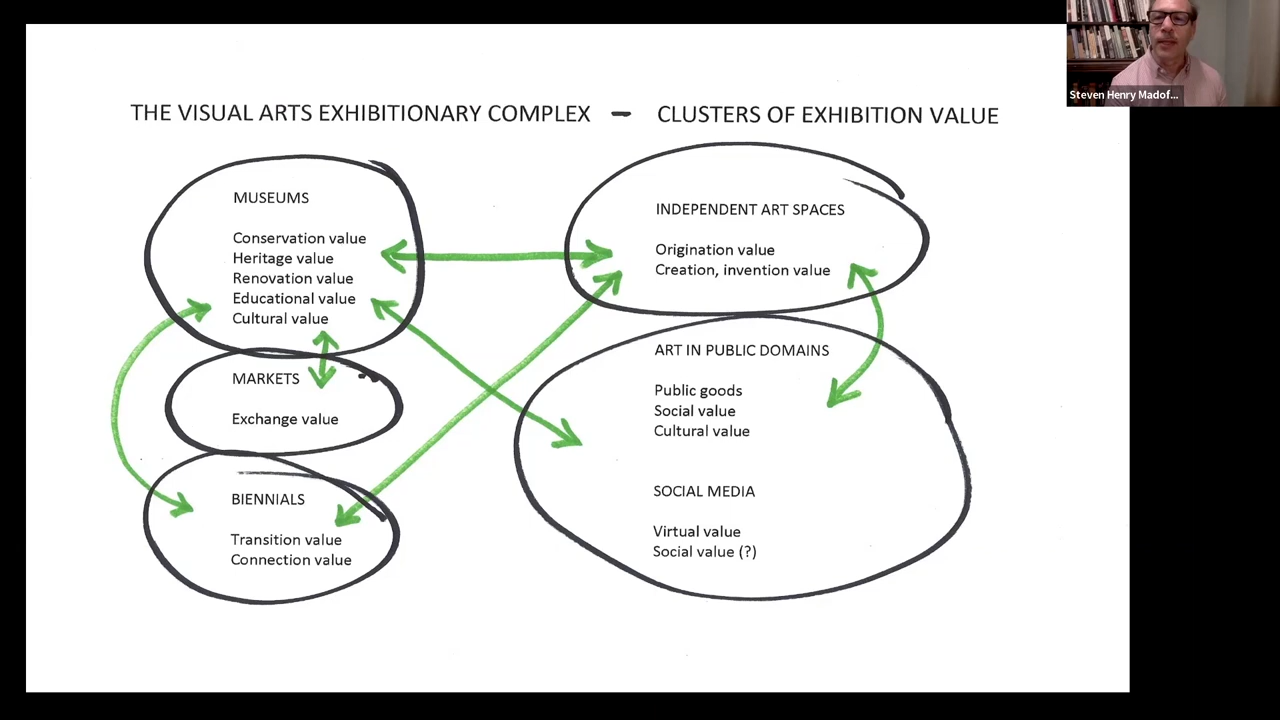 THE VISUAL ARTS EXHIBITIONARY COMPLEX – CLUSTERS OF EXHIBITION VALUE
MUSEUMS
Conservation value
Heritage value
Renovation value
Educational value
Cultural value
MARKETS
Exchange value
BIENNIALS
Transition value
Connection value
INDEPENDENT ART SPACES
Origination value
Creation, invention value
ART IN PUBLIC DOMAINS
Public goods
Social value
Cultural value
SOCIAL MEDIA
Virtual value
Social value (?)
Steven Henry Madof...